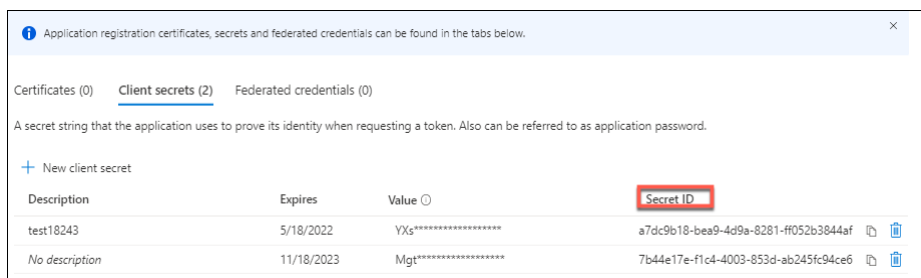 Application registration certificates, secrets and federated credentials can be found in the tabs below.
Certificates (0) Client secrets (2) Federated credentials (0)
A secret string that the application uses to prove its identity when requesting a token. Also can be referred to as application password.
New client secret
Description Expires Value Secret ID
test18243 5/18/2022 YXs****************** a7dc9b18-bea9-4d9a-8281-ff052b3844af
No description 11/18/2023 Mgt****************** 7b44e17e-f1c4-4003-853d-ab245fc94ce6